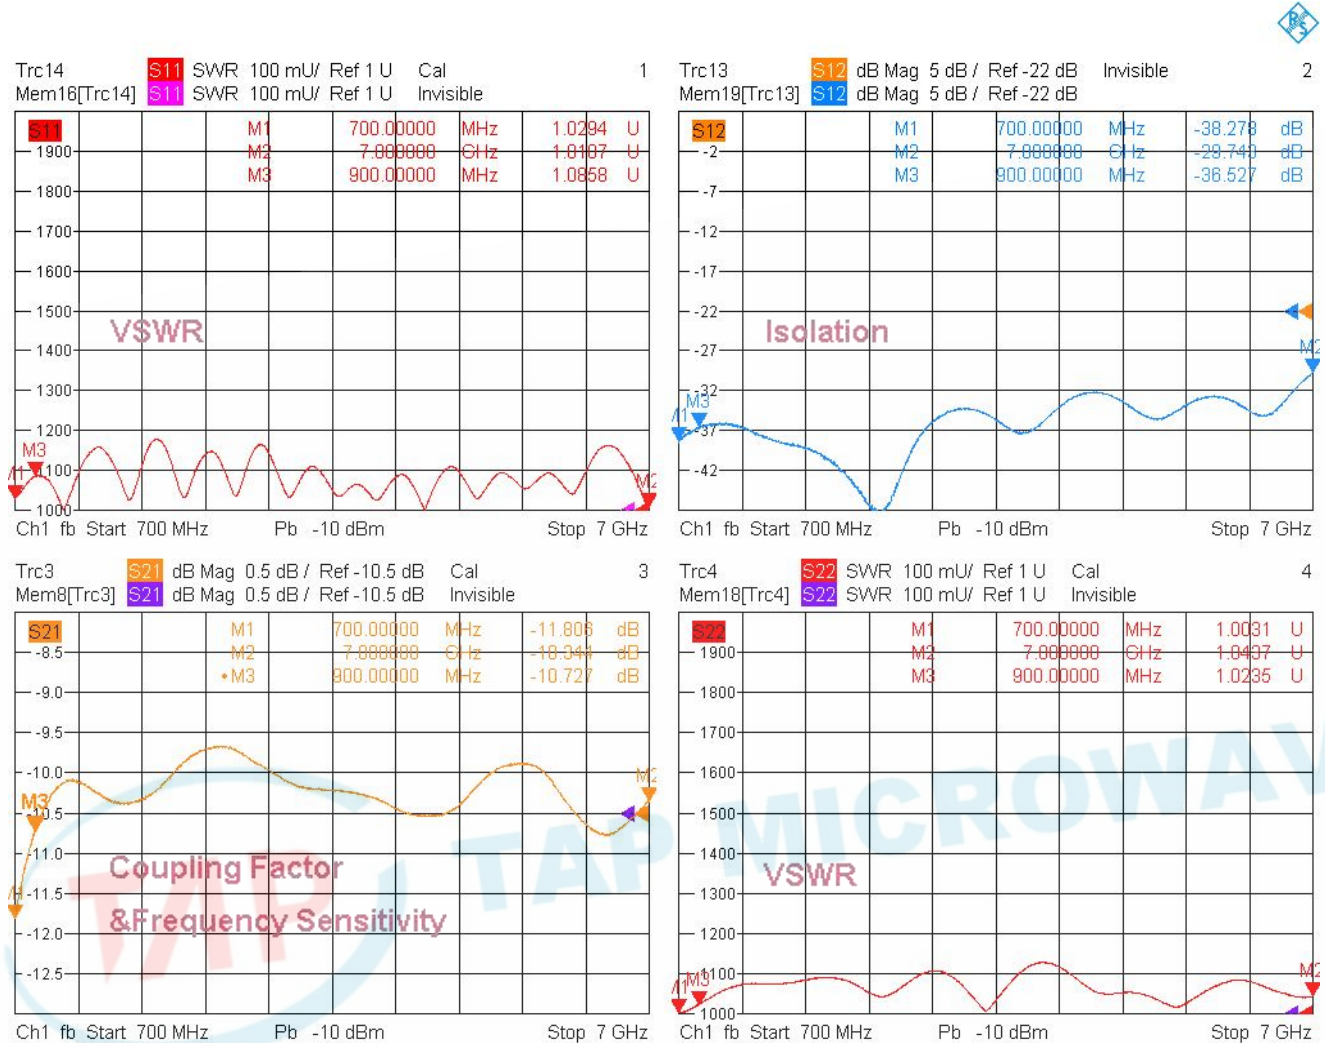 R&S
Trc14 S11 SWR 100 mU/ Ref 1 U Cal 1
Mem16[Trc14] S11 SWR 100 mU/ Ref 1 U Invisible
S11
M1 700.00000 MHz 1.0294 U
M2 7.000000 GHz 1.0107 U
M3 900.00000 MHz 1.0858 U
1900
1800
1700
1600
1500
VSWR
1400
1300
1200
M3
1100
M2
1000
Ch1 fb Start 700 MHz Pb -10 dBm Stop 7 GHz
Trc13 S12 dB Mag 5 dB / Ref -22 dB Invisible 2
Mem19[Trc13] S12 dB Mag 5 dB / Ref -22 dB
S12
M1 700.00000 MHz -38.278 dB
M2 7.000000 GHz -29.740 dB
M3 900.00000 MHz -36.527 dB
-2
-7
-12
-17
-22
Isolation
-27
M2
-32
M3
-37
-42
Ch1 fb Start 700 MHz Pb -10 dBm Stop 7 GHz
Trc3 S21 dB Mag 0.5 dB / Ref -10.5 dB Cal 3
Mem8[Trc3] S21 dB Mag 0.5 dB / Ref -10.5 dB Invisible
S21
M1 700.00000 MHz -11.806 dB
M2 7.000000 GHz -10.344 dB
•M3 900.00000 MHz -10.727 dB
-8.5
-9.0
-9.5
-10.0
M2
M3
-10.5
-11.0
Coupling Factor
-11.5
&Frequency Sensitivity
-12.0
-12.5
Ch1 fb Start 700 MHz Pb -10 dBm Stop 7 GHz
Trc4 S22 SWR 100 mU/ Ref 1 U Cal 4
Mem18[Trc4] S22 SWR 100 mU/ Ref 1 U Invisible
S22
M1 700.00000 MHz 1.0031 U
M2 7.000000 GHz 1.0437 U
M3 900.00000 MHz 1.0235 U
1900
1800
1700
1600
1500
1400
VSWR
1300
1200
1100
M3
M2
1000
Ch1 fb Start 700 MHz Pb -10 dBm Stop 7 GHz
TAP
TAP MICROWAV